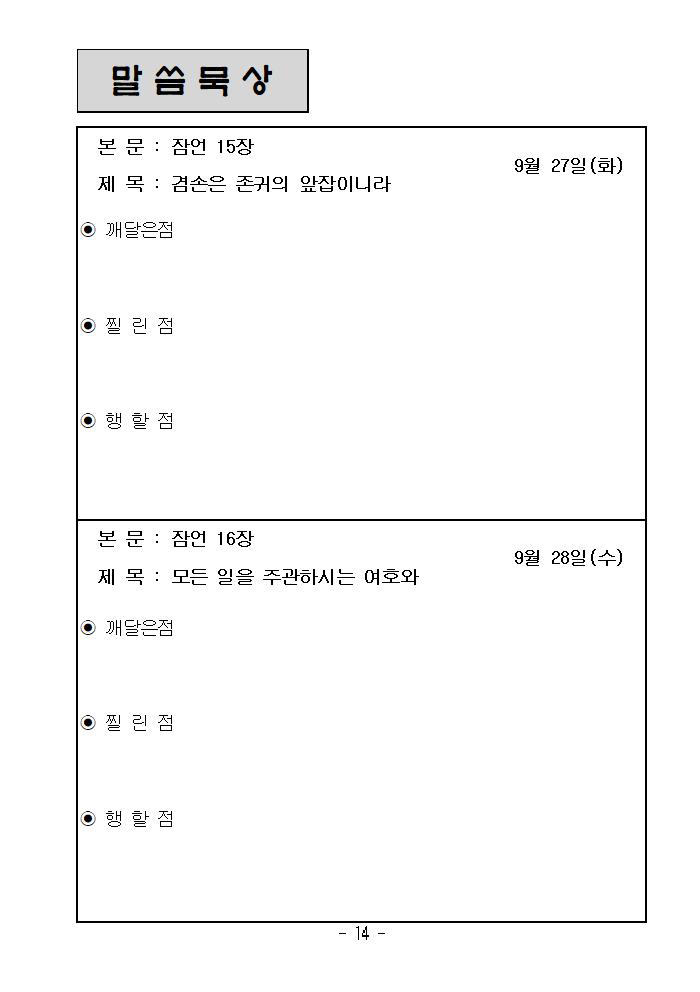 말 씀 묵 상
본 문 : 잠언 15장
9월 27일(화)
제 목 : 겸손은 존귀의 앞잡이니라
◉ 깨달은점
◉ 찔 린 점
◉ 행 할 점
본 문 : 잠언 16장
9월 28일(수)
제 목 : 모든 일을 주관하시는 여호와
◉ 깨달은점
◉ 찔 린 점
◉ 행 할 점
- 14 -